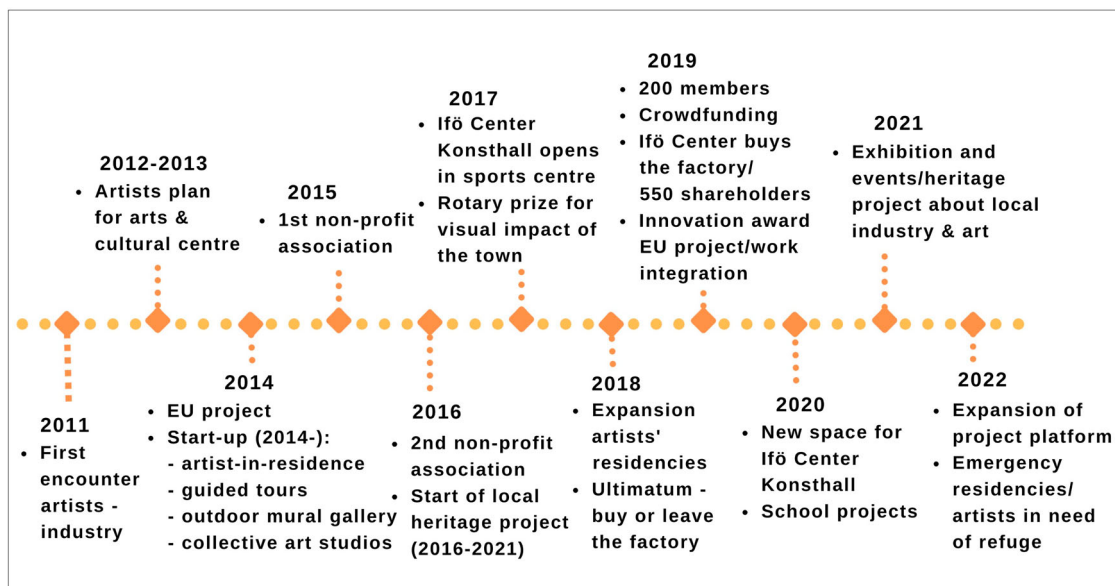 2011
• First
encounter
artists -
industry
2012-2013
• Artists plan
for arts &
cultural centre
2014
• EU project
• Start-up (2014-):
- artist-in-residence
- guided tours
- outdoor mural gallery
- collective art studios
2015
• 1st non-profit
association
2016
• 2nd non-profit
association
• Start of local
heritage project
(2016-2021)
2017
• Ifö Center
Konsthall opens
in sports centre
• Rotary prize for
visual impact of
the town
2018
• Expansion
artists'
residencies
• Ultimatum -
buy or leave
the factory
2019
• 200 members
• Crowdfunding
• Ifö Center buys
the factory/
550 shareholders
• Innovation award
EU project/work
integration
2020
• New space for
Ifö Center
Konsthall
• School projects
2021
• Exhibition and
events/heritage
project about local
industry & art
2022
• Expansion of
project platform
• Emergency
residencies/
artists in need
of refuge